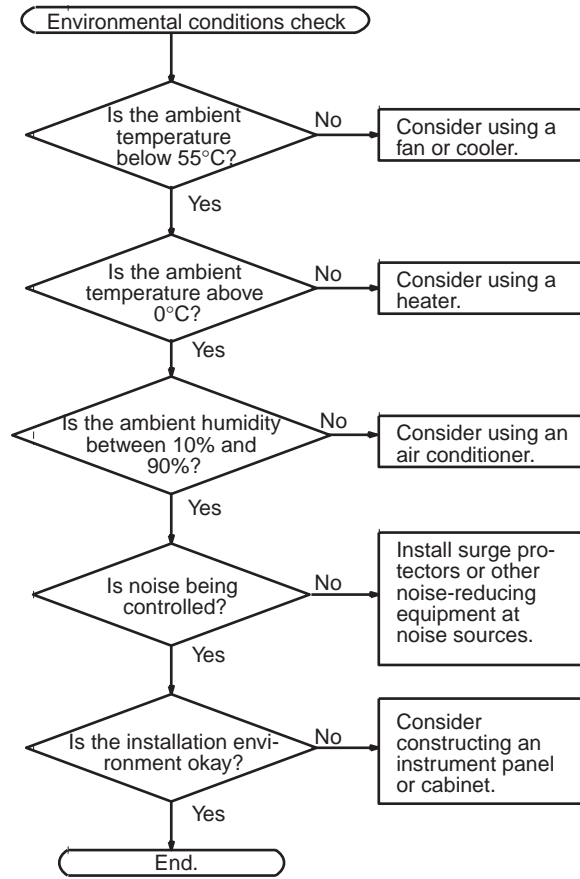 Environmental conditions check
Is the ambient
temperature
below 55°C?
No
Consider using a
fan or cooler.
Yes
Is the ambient
temperature above
0°C?
No
Consider using a
heater.
Yes
Is the ambient humidity
between 10% and
90%?
No
Consider using an
air conditioner.
Yes
Is noise being
controlled?
No
Install surge pro-
tectors or other
noise-reducing
equipment at
noise sources.
Yes
Is the installation envi-
ronment okay?
No
Consider
constructing an
instrument panel
or cabinet.
Yes
End.